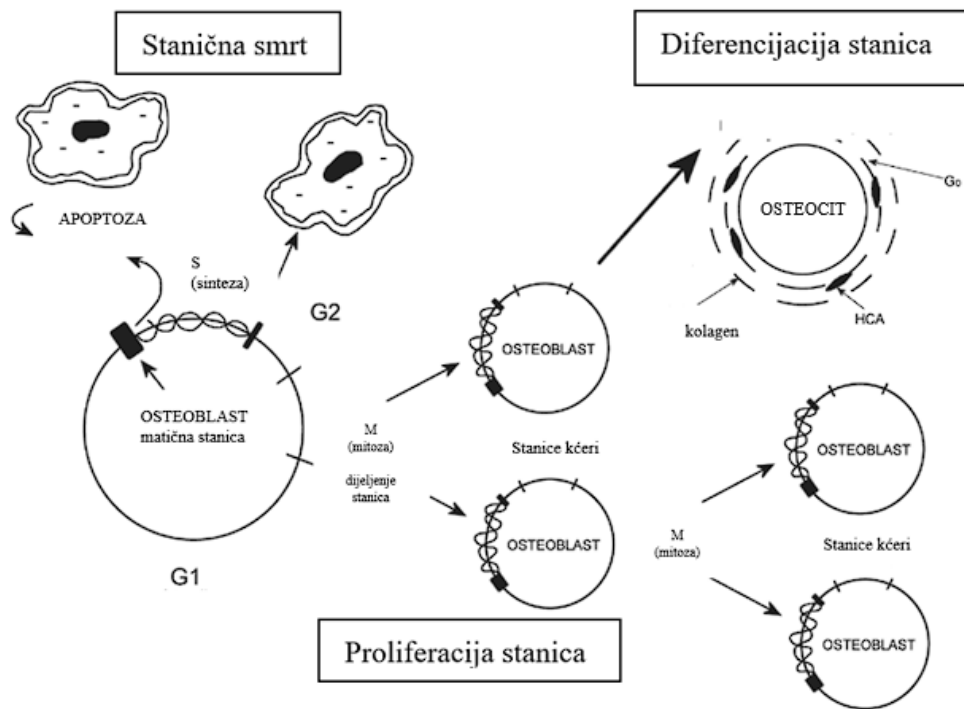 Stanična smrt
Diferencijacija stanica
APOPTOZA
S
(sinteza)
G2
OSTEOBLAST
matična stanica
G1
M
(mitoza)
dijeljenje
stanica
OSTEOBLAST
Stanice kćeri
OSTEOBLAST
G₀
OSTEOCIT
kolagen
HCA
M
(mitoza)
OSTEOBLAST
Stanice kćeri
OSTEOBLAST
Proliferacija stanica